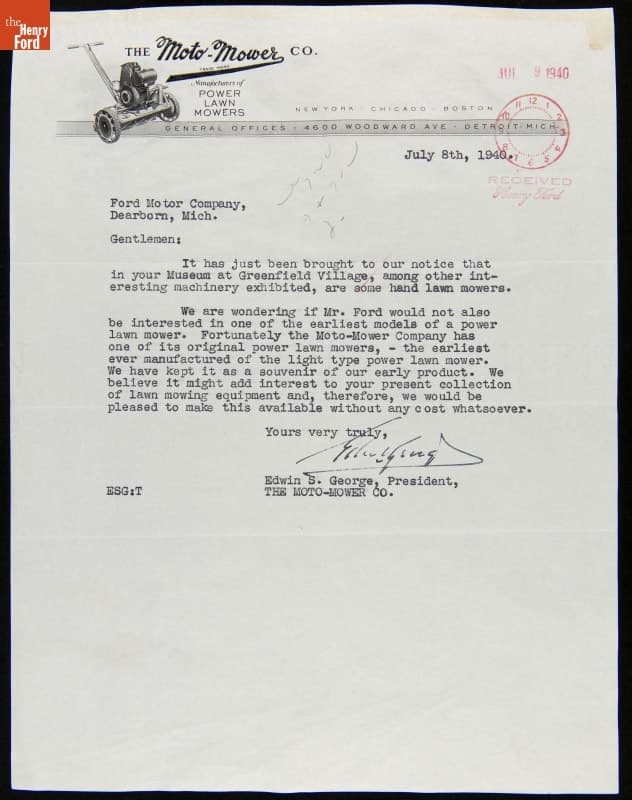 the
Henry
Ford
THE Moto-Mower CO.
TRADE MARK
Manufacturers of
POWER
LAWN
MOWERS
NEW YORK · CHICAGO · BOSTON
GENERAL OFFICES · 4600 WOODWARD AVE · DETROIT-MICH.
JUL 9 1940
RECEIVED
Henry Ford
July 8th, 1940.
Ford Motor Company,
Dearborn, Mich.
Gentlemen:
It has just been brought to our notice that
in your Museum at Greenfield Village, among other int-
eresting machinery exhibited, are some hand lawn mowers.
We are wondering if Mr. Ford would not also
be interested in one of the earliest models of a power
lawn mower. Fortunately the Moto-Mower Company has
one of its original power lawn mowers, - the earliest
ever manufactured of the light type power lawn mower.
We have kept it as a souvenir of our early product. We
believe it might add interest to your present collection
of lawn mowing equipment and, therefore, we would be
pleased to make this available without any cost whatsoever.
Yours very truly,
Edwin S. George, President,
ESG:T THE MOTO-MOWER CO.